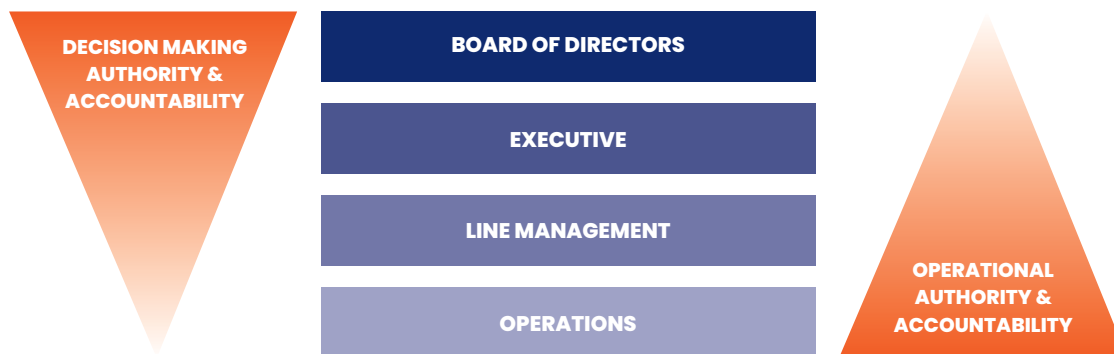 DECISION MAKING
AUTHORITY &
ACCOUNTABILITY
BOARD OF DIRECTORS
EXECUTIVE
LINE MANAGEMENT
OPERATIONS
OPERATIONAL
AUTHORITY &
ACCOUNTABILITY